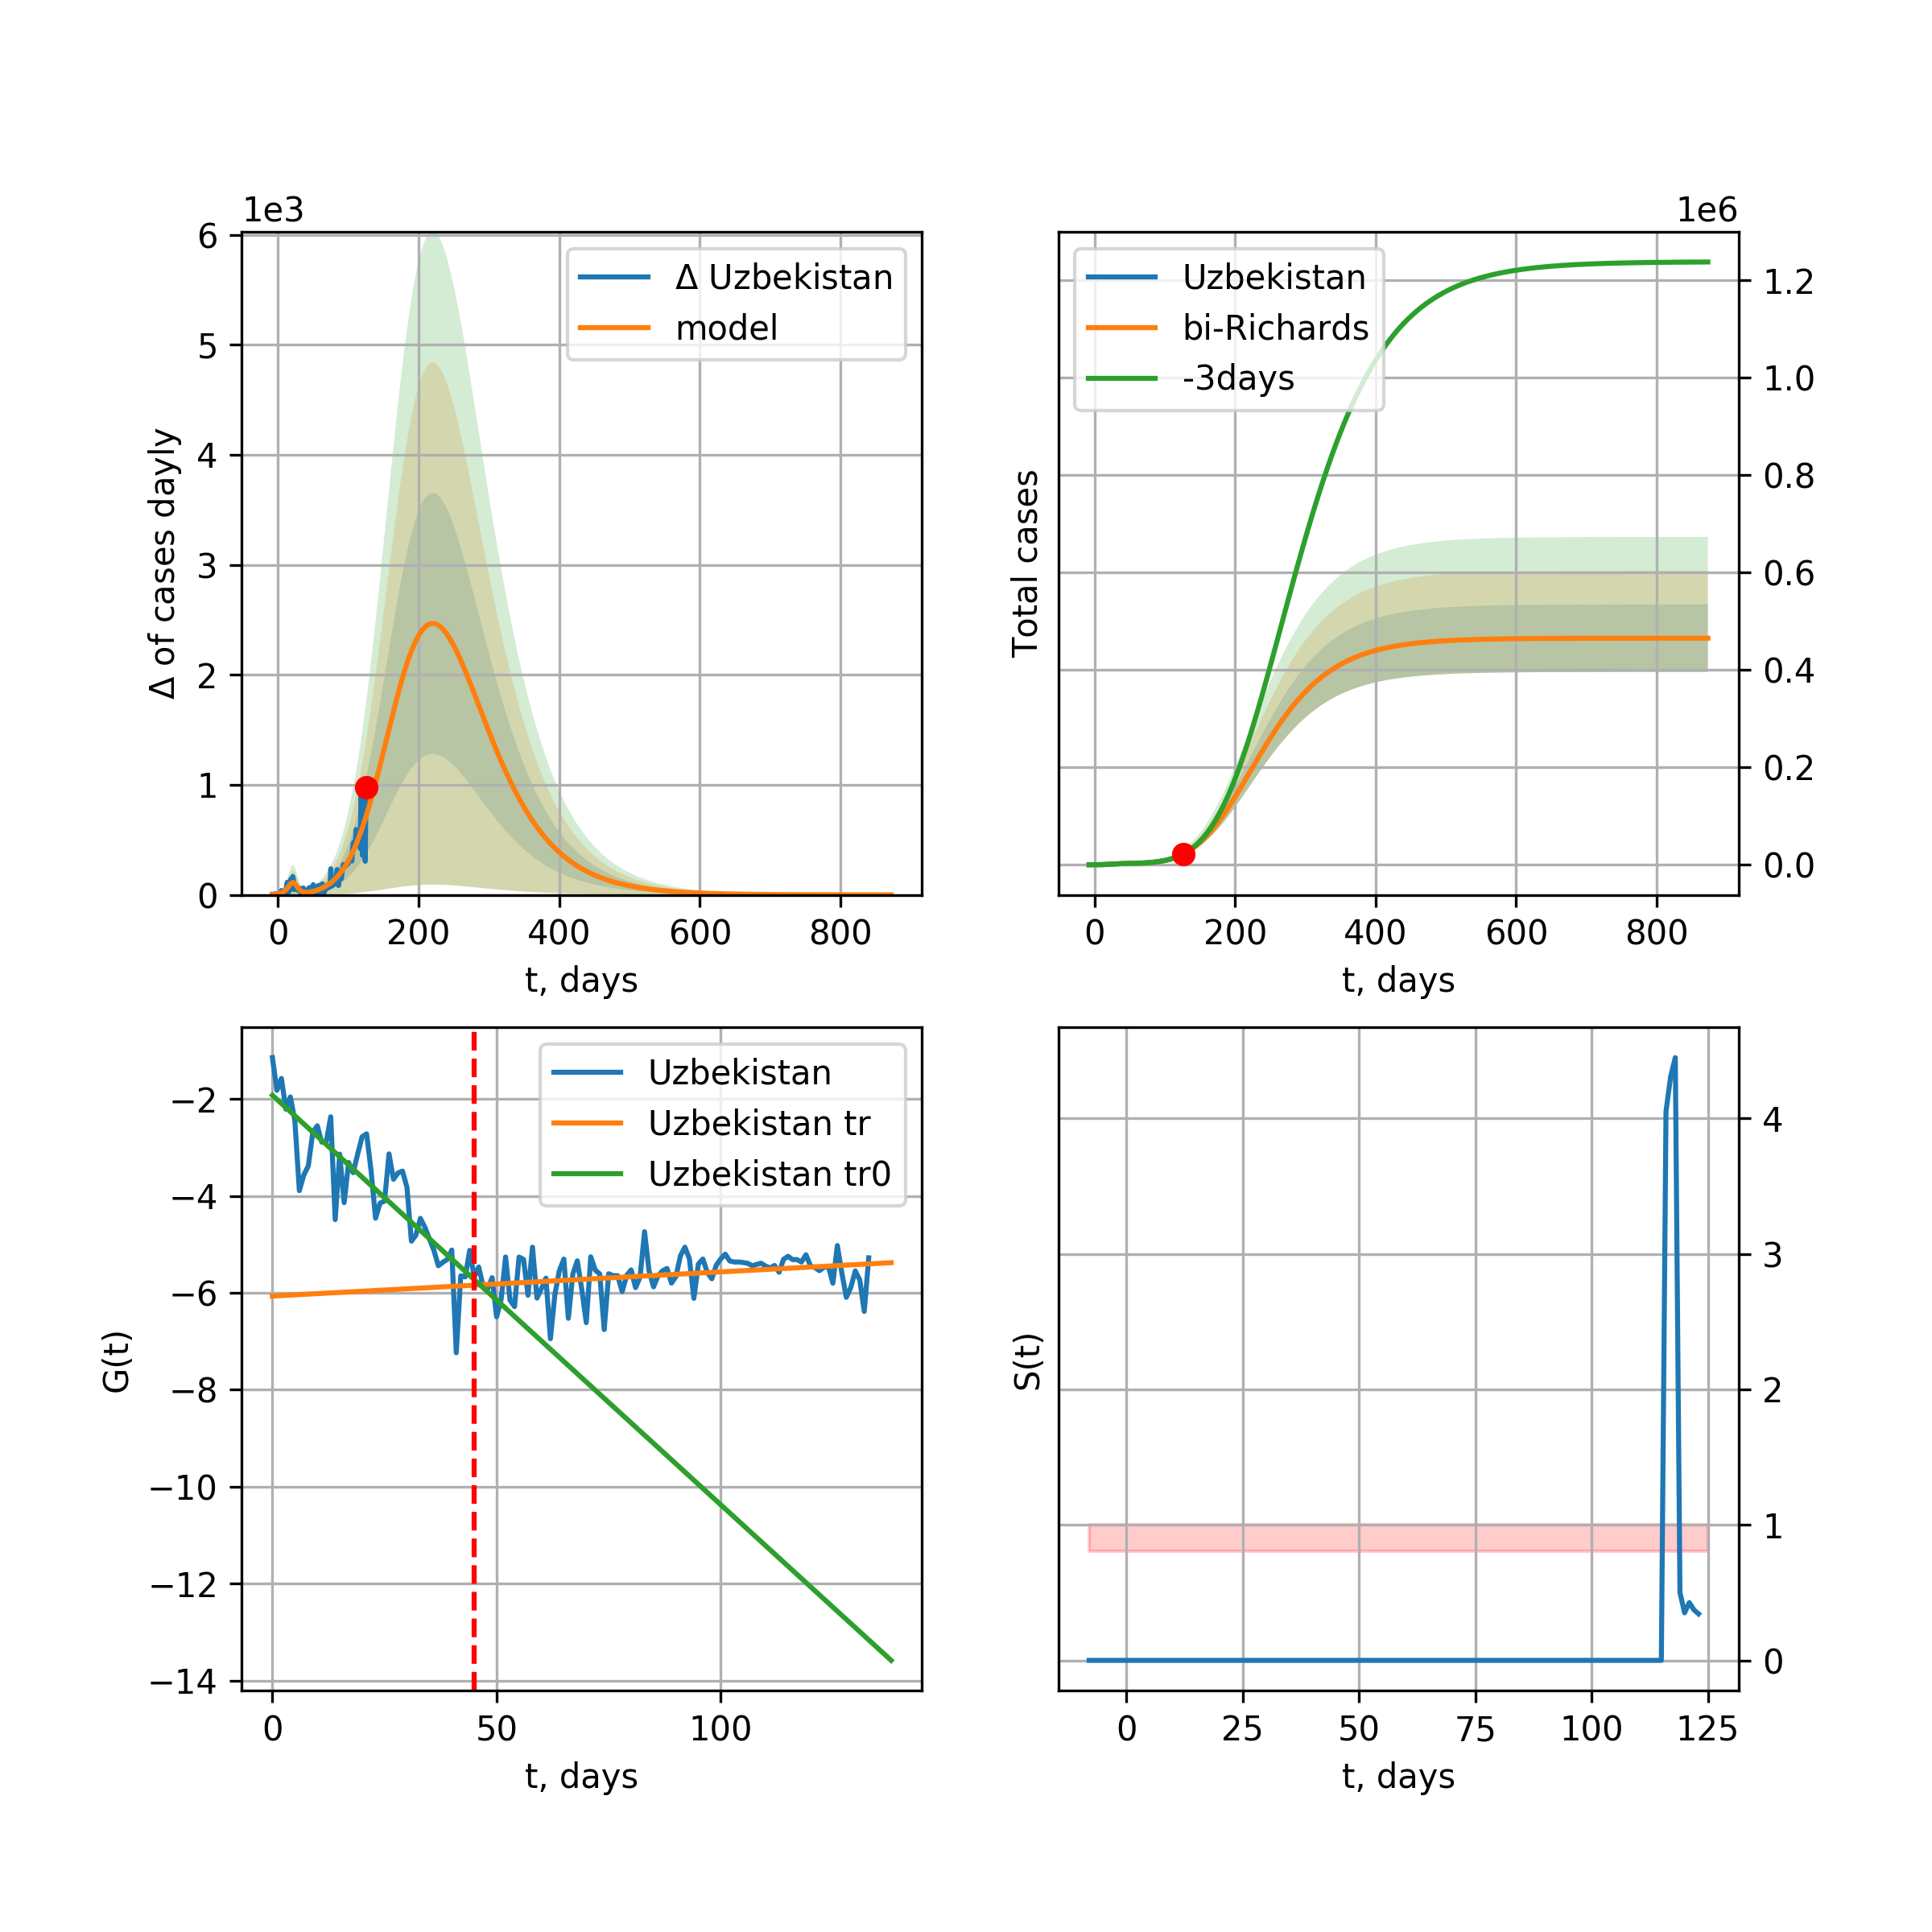 1e3
Δ of cases dayly
6
5
4
3
2
1
0
Δ Uzbekistan
model
0 200 400 600 800
t, days
1e6
Total cases
Uzbekistan
bi-Richards
-3days
1.2
1.0
0.8
0.6
0.4
0.2
0.0
0 200 400 600 800
t, days
G(t)
−2
−4
−6
−8
−10
−12
−14
Uzbekistan
Uzbekistan tr
Uzbekistan tr0
0 50 100
t, days
S(t)
4
3
2
1
0
0 25 50 75 100 125
t, days